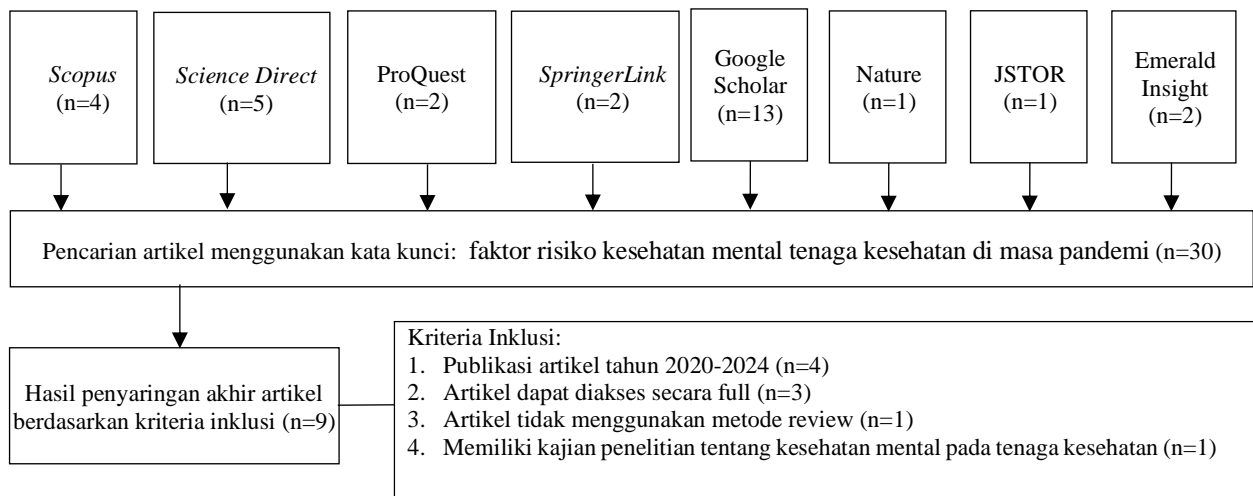 Scopus
(n=4)
Science Direct
(n=5)
ProQuest
(n=2)
SpringerLink
(n=2)
Google
Scholar
(n=13)
Nature
(n=1)
JSTOR
(n=1)
Emerald
Insight
(n=2)
Pencarian artikel menggunakan kata kunci: faktor risiko kesehatan mental tenaga kesehatan di masa pandemi (n=30)
Hasil penyaringan akhir artikel
berdasarkan kriteria inklusi (n=9)
Kriteria Inklusi:
1. Publikasi artikel tahun 2020-2024 (n=4)
2. Artikel dapat diakses secara full (n=3)
3. Artikel tidak menggunakan metode review (n=1)
4. Memiliki kajian penelitian tentang kesehatan mental pada tenaga kesehatan (n=1)